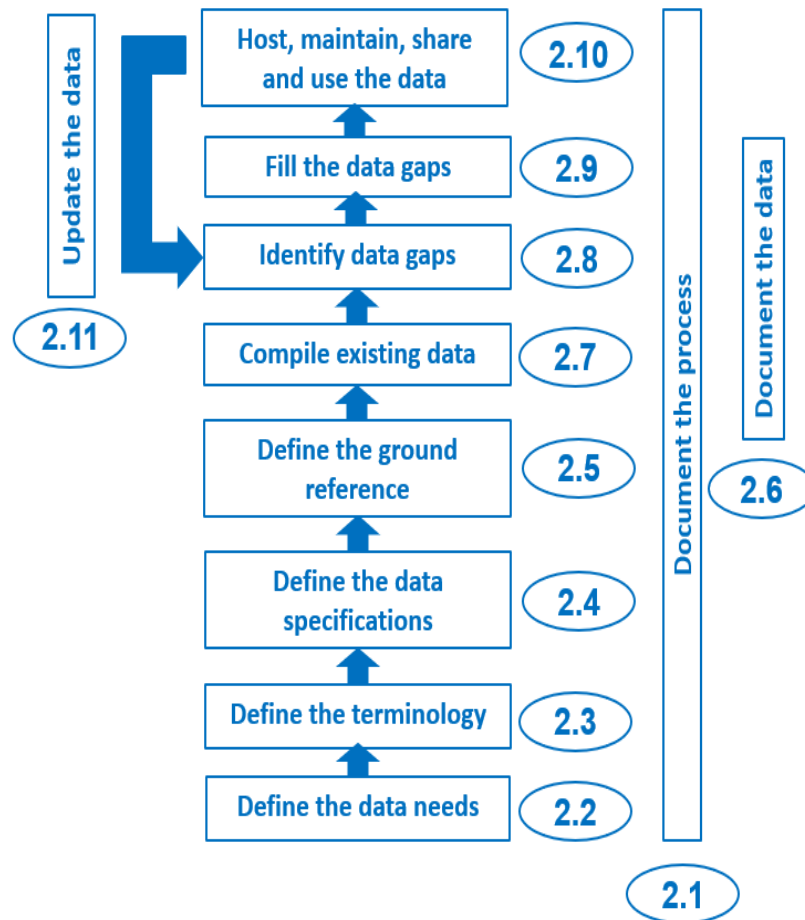 Update the data
2.11
Host, maintain, share
and use the data
2.10
Fill the data gaps
2.9
Identify data gaps
2.8
Compile existing data
2.7
Define the ground
reference
2.5
Define the data
specifications
2.4
Define the terminology
2.3
Define the data needs
2.2
Document the process
2.1
Document the data
2.6